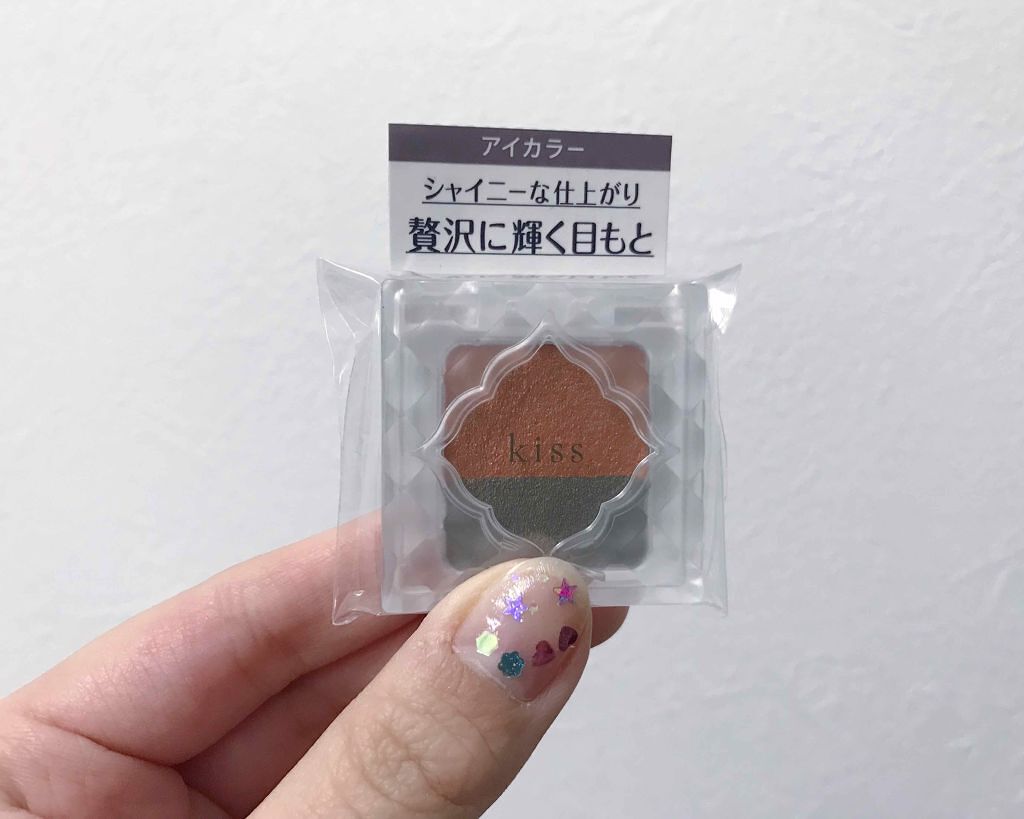 アイカラー
シャイニーな仕上がり
贅沢に輝く目もと
kiss